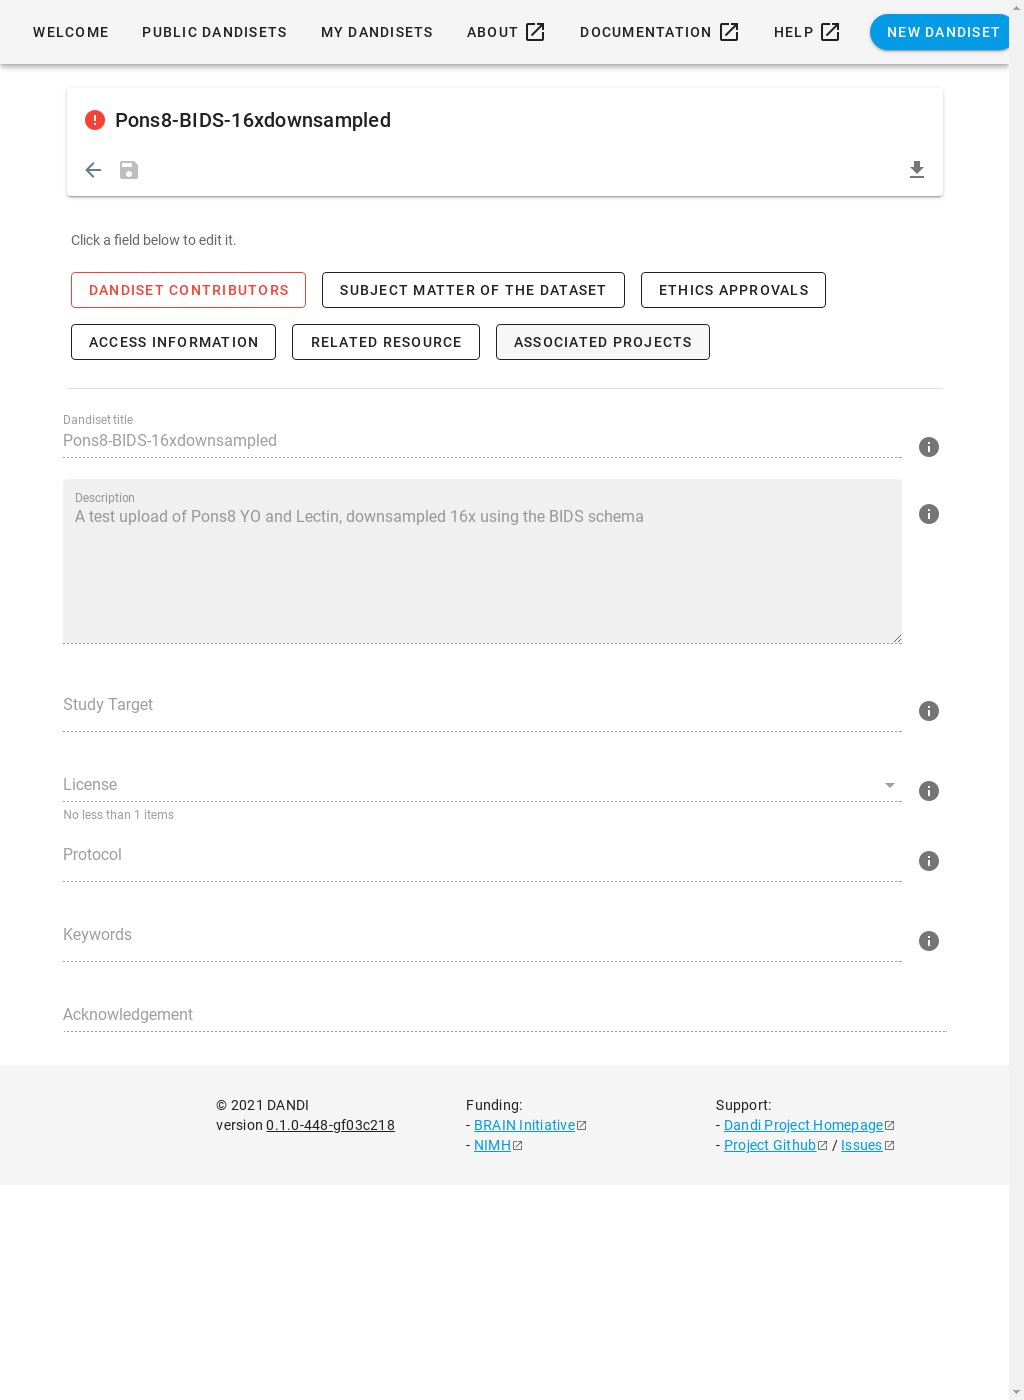 WELCOME PUBLIC DANDISETS MY DANDISETS ABOUT DOCUMENTATION HELP NEW DANDISET
Pons8-BIDS-16xdownsampled
Click a field below to edit it.
DANDISET CONTRIBUTORS SUBJECT MATTER OF THE DATASET ETHICS APPROVALS
ACCESS INFORMATION RELATED RESOURCE ASSOCIATED PROJECTS
Dandiset title
Pons8-BIDS-16xdownsampled
Description
A test upload of Pons8 YO and Lectin, downsampled 16x using the BIDS schema
Study Target
License
No less than 1 items
Protocol
Keywords
Acknowledgement
© 2021 DANDI
version 0.1.0-448-gf03c218
Funding:
- BRAIN Initiative
- NIMH
Support:
- Dandi Project Homepage
- Project Github / Issues